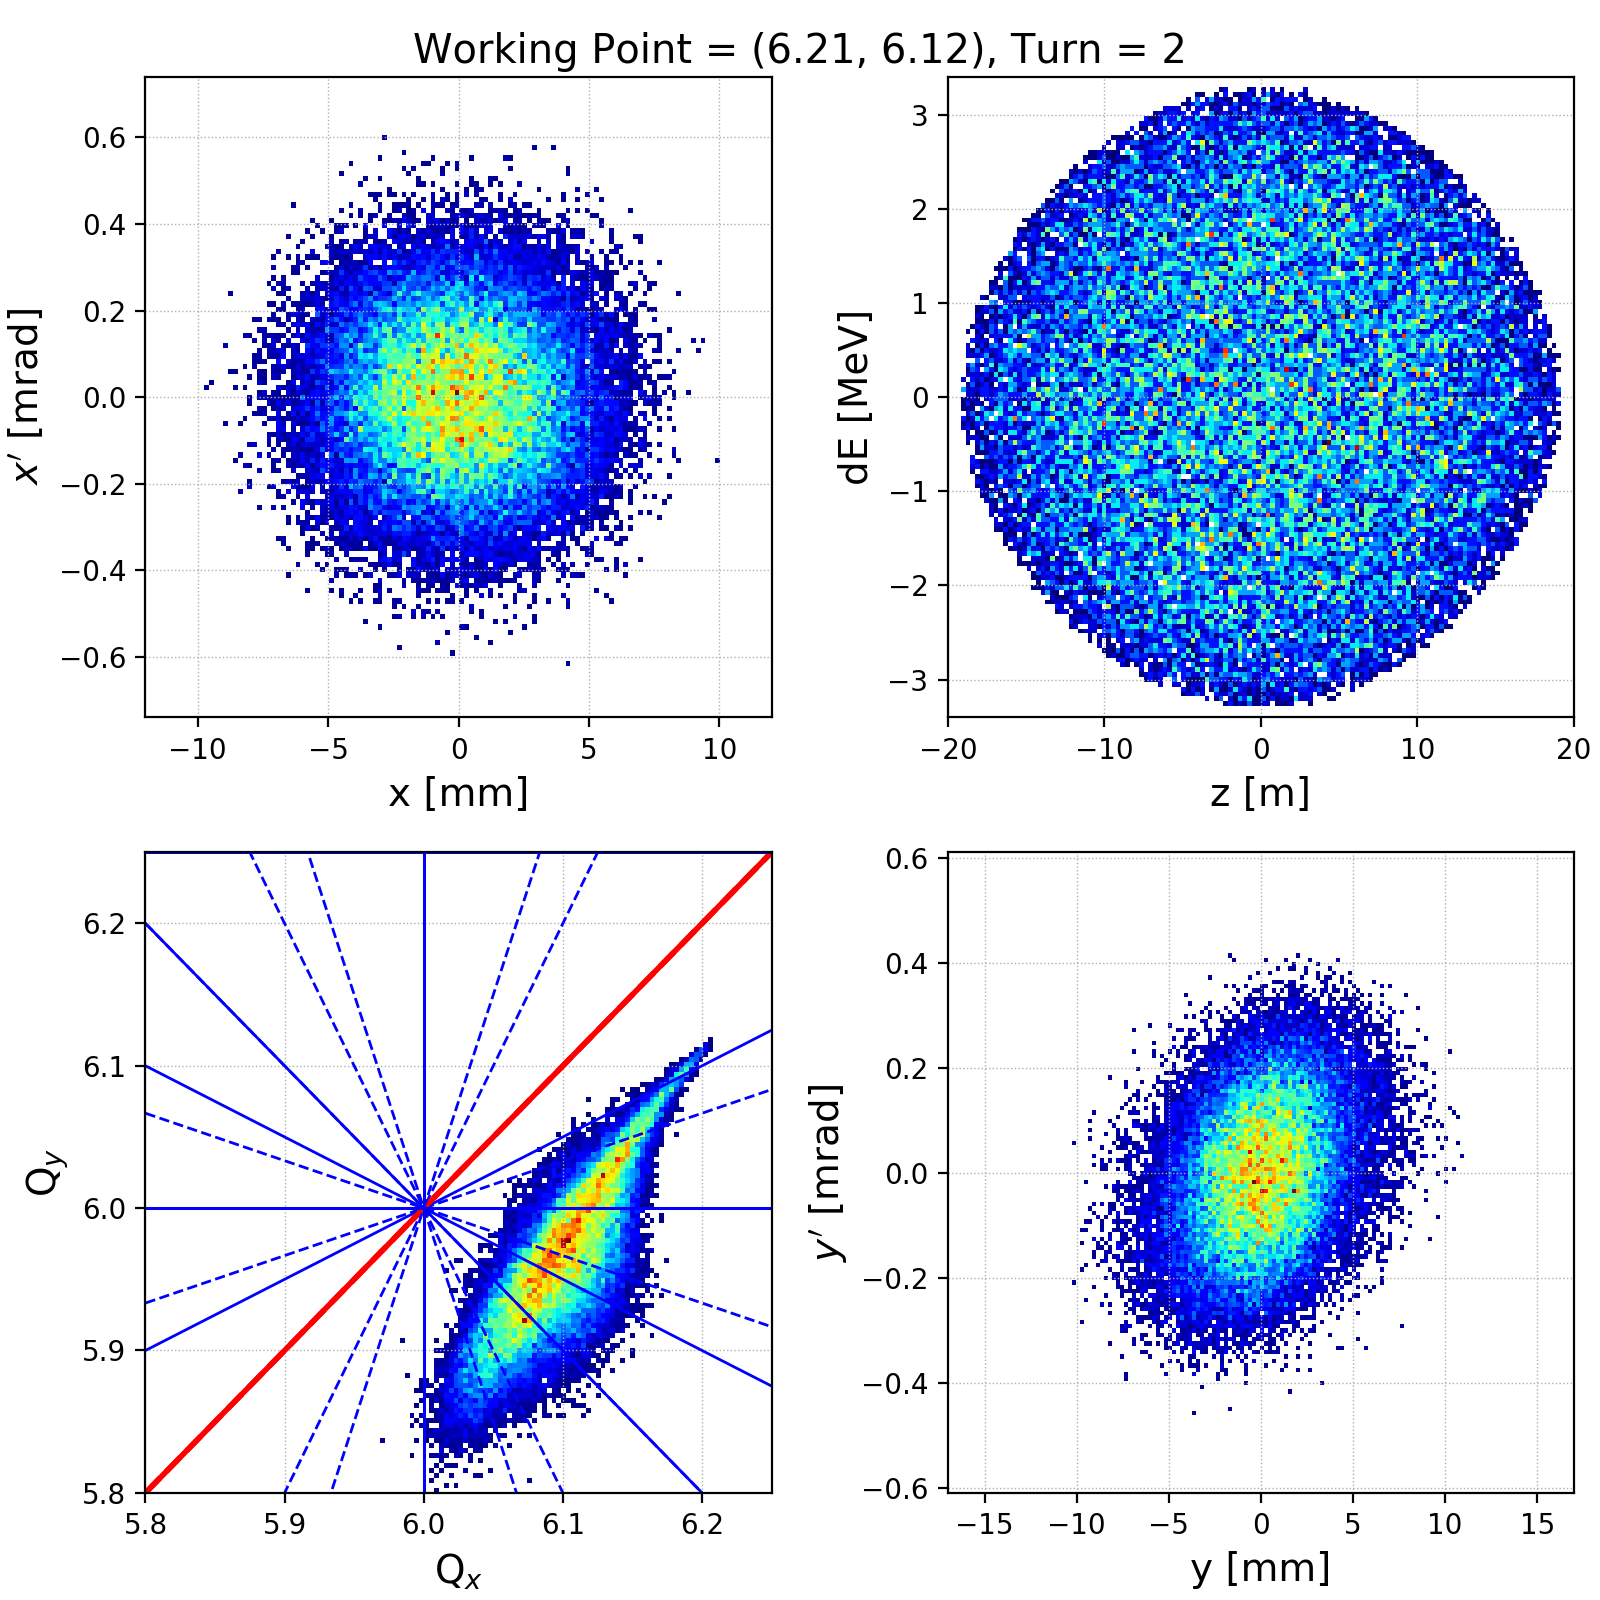 Working Point = (6.21, 6.12), Turn = 2
0.6
0.4
0.2
0.0
−0.2
−0.4
−0.6
x′ [mrad]
−10 −5 0 5 10
x [mm]
3
2
1
0
−1
−2
−3
dE [MeV]
−20 −10 0 10 20
z [m]
6.2
6.1
6.0
5.9
5.8
Qy
5.8 5.9 6.0 6.1 6.2
Qx
0.6
0.4
0.2
0.0
−0.2
−0.4
−0.6
y′ [mrad]
−15 −10 −5 0 5 10 15
y [mm]